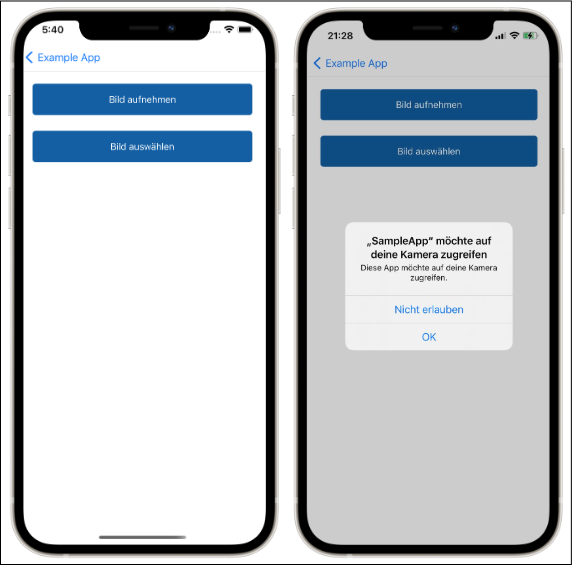 5:40
Example App
Bild aufnehmen
Bild auswählen
21:28
Example App
Bild aufnehmen
Bild auswählen
„SampleApp“ möchte auf
deine Kamera zugreifen
Diese App möchte auf deine Kamera
zugreifen.
Nicht erlauben
OK